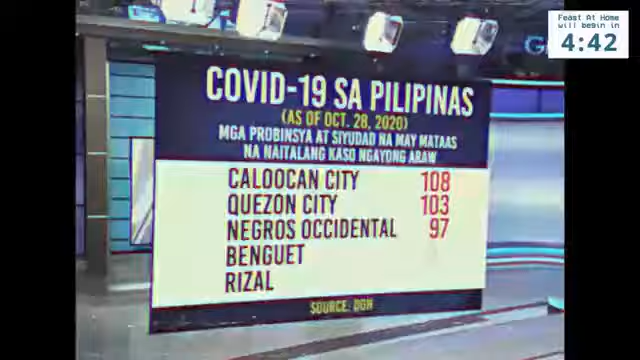 Feast At Home
will begin in
4:42
G
COVID-19 SA PILIPINAS
(AS OF OCT. 28, 2020)
MGA PROBINSYA AT SIYUDAD NA MAY MATAAS
NA NAITALANG KASO NGAYONG ARAW
CALOOCAN CITY 108
QUEZON CITY 103
NEGROS OCCIDENTAL 97
BENGUET
RIZAL
SOURCE: DOH